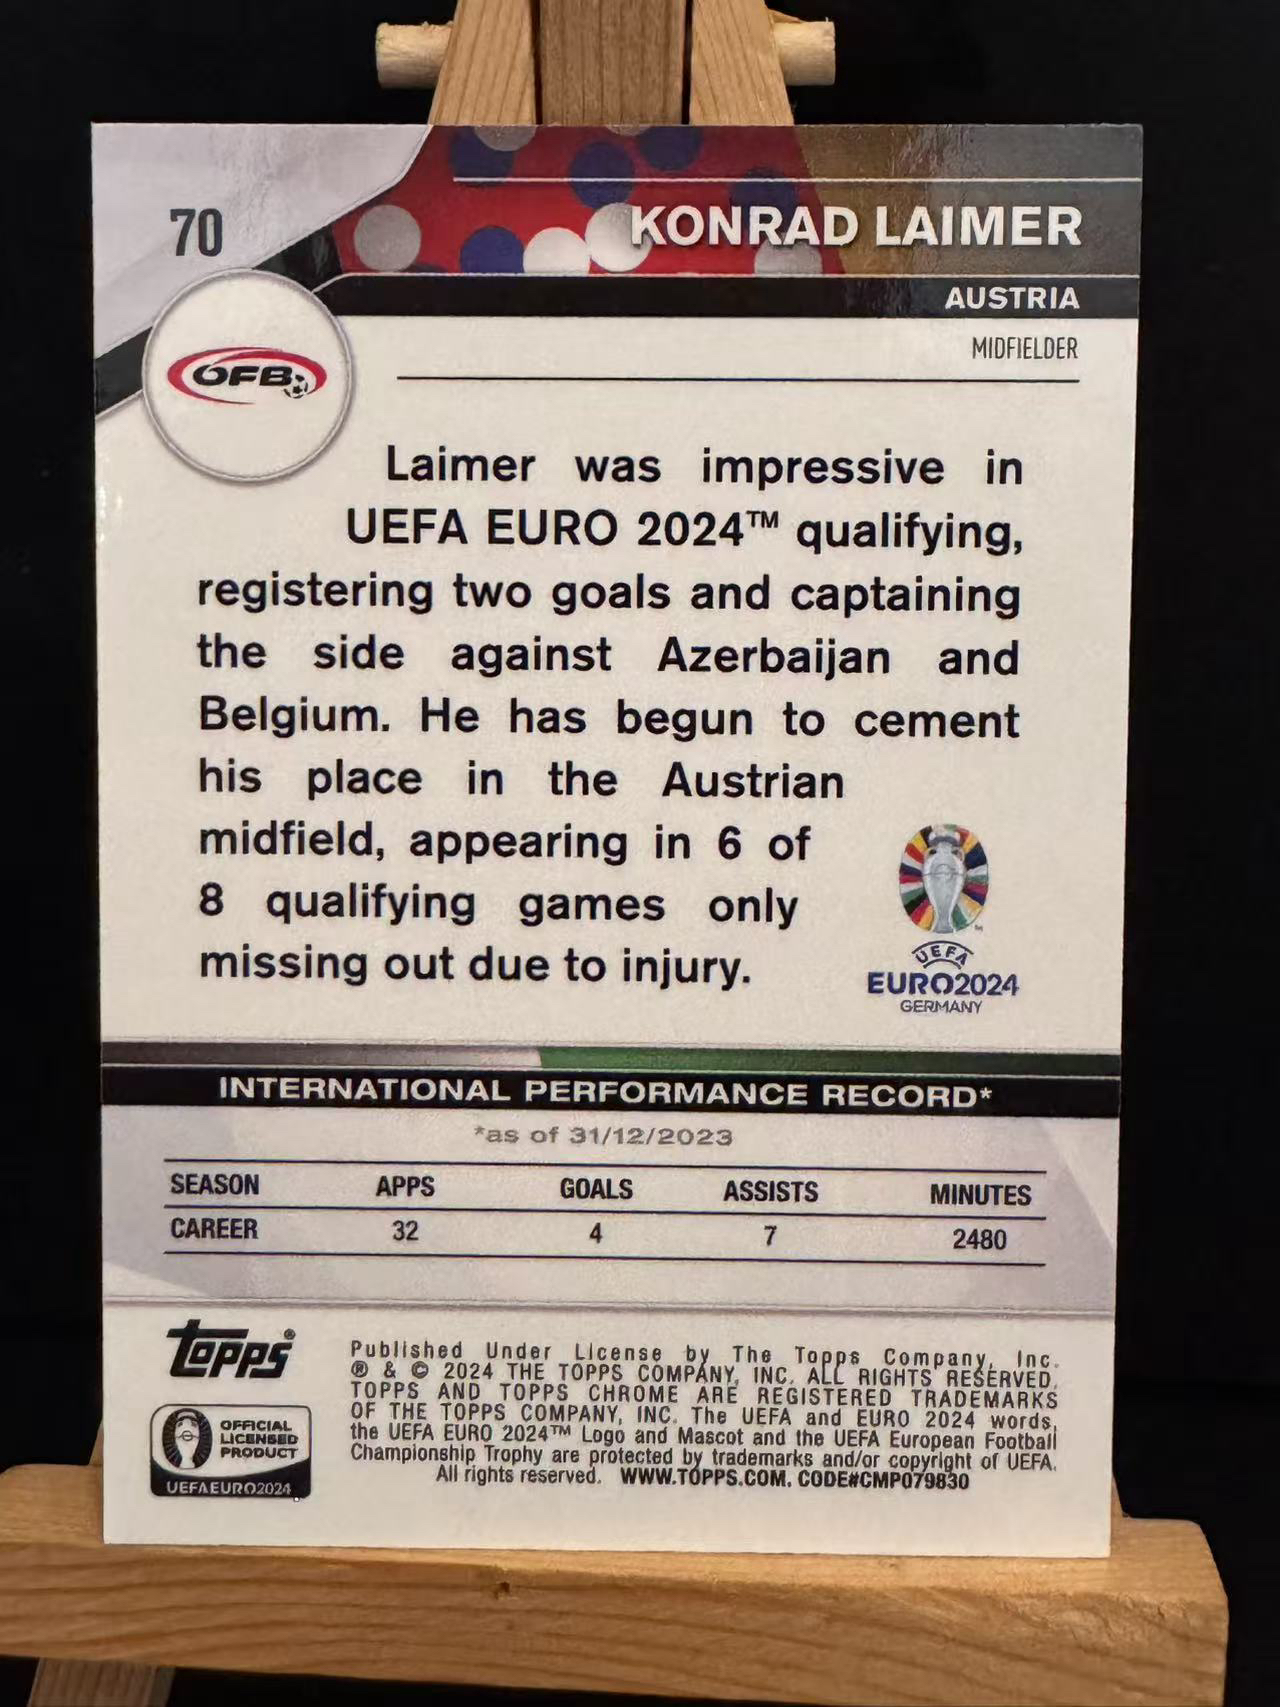 70
KONRAD LAIMER
AUSTRIA
MIDFIELDER
ÖFB
Laimer was impressive in
UEFA EURO 2024™ qualifying,
registering two goals and captaining
the side against Azerbaijan and
Belgium. He has begun to cement
his place in the Austrian
midfield, appearing in 6 of
8 qualifying games only
missing out due to injury.
UEFA
EURO2024
GERMANY
INTERNATIONAL PERFORMANCE RECORD*
*as of 31/12/2023
SEASON APPS GOALS ASSISTS MINUTES
CAREER 32 4 7 2480
Topps®
OFFICIAL
LICENSED
PRODUCT
UEFA EURO2024
Published Under License by The Topps Company, Inc.
® & © 2024 THE TOPPS COMPANY, INC. ALL RIGHTS RESERVED.
TOPPS AND TOPPS CHROME ARE REGISTERED TRADEMARKS
OF THE TOPPS COMPANY, INC. The UEFA and EURO 2024 words,
the UEFA EURO 2024™ Logo and Mascot and the UEFA European Football
Championship Trophy are protected by trademarks and/or copyright of UEFA.
All rights reserved. WWW.TOPPS.COM. CODE#CMP079830